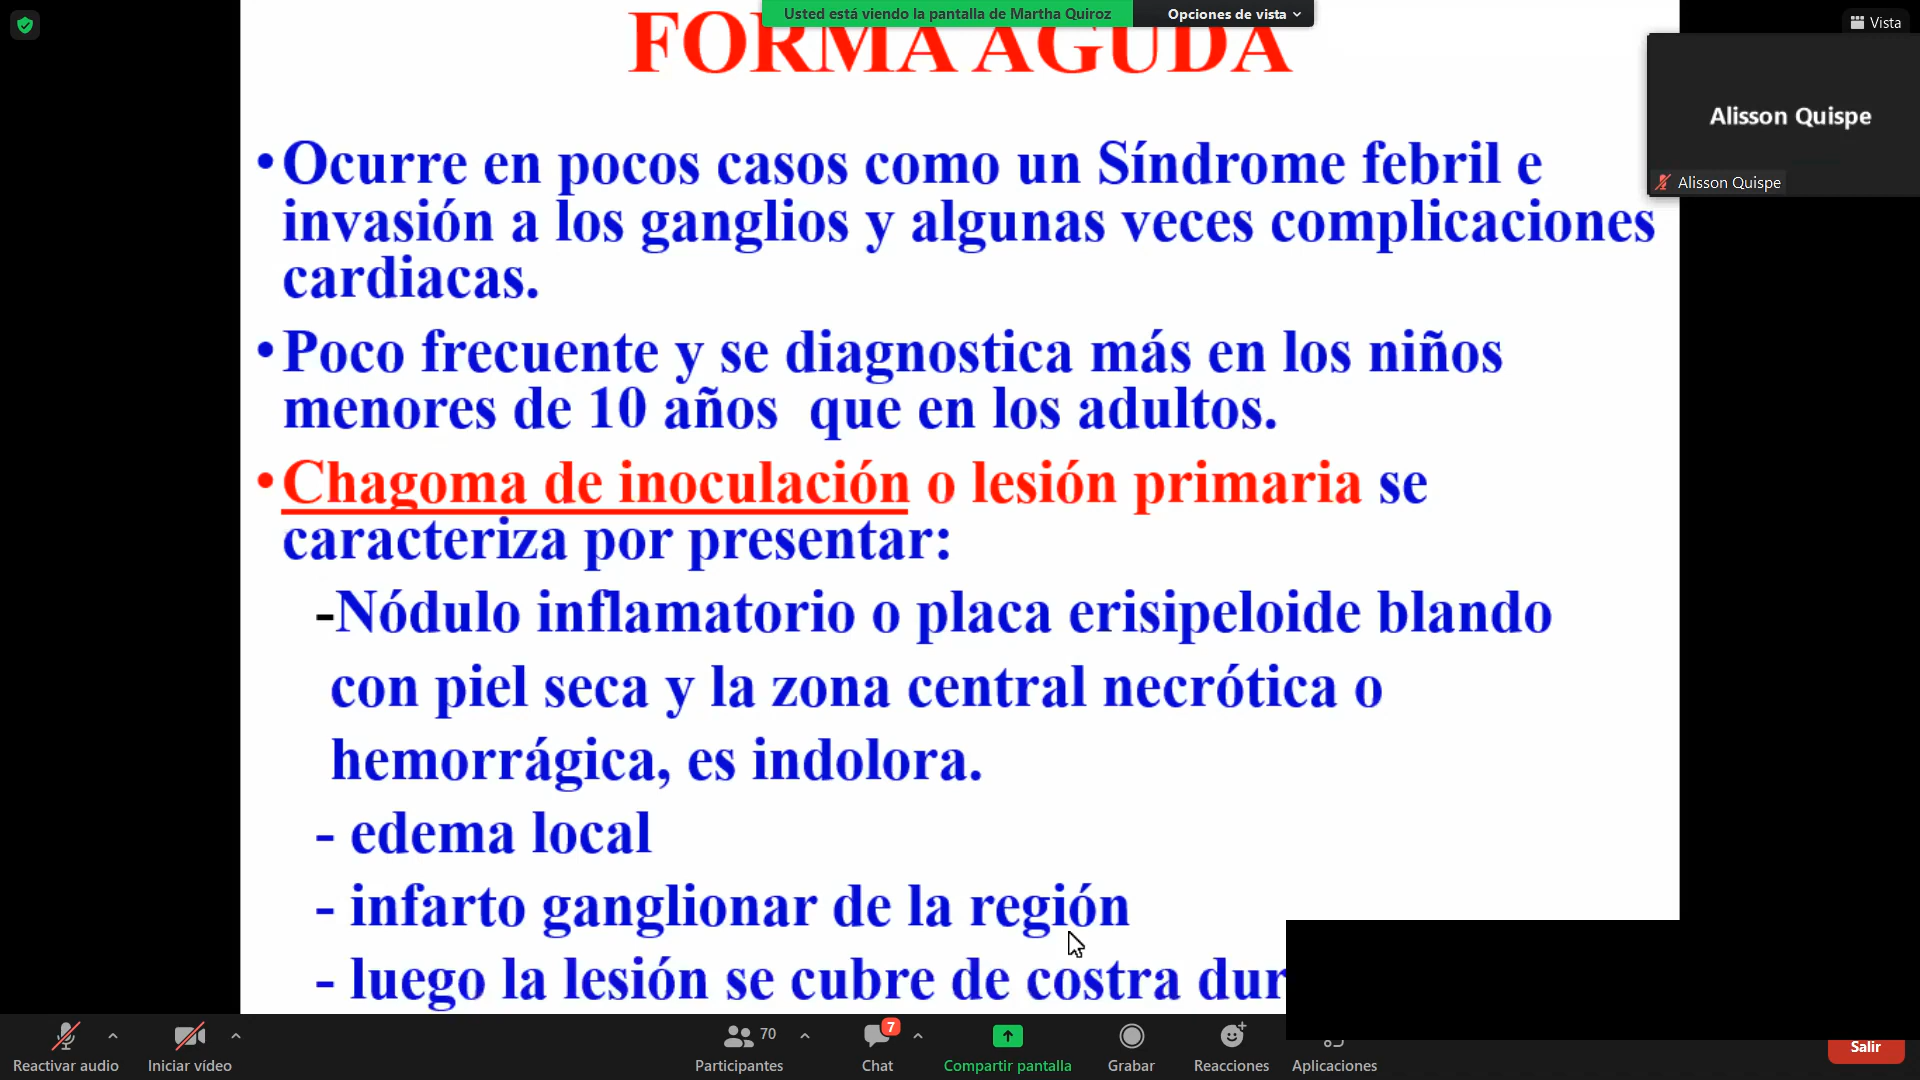 Usted está viendo la pantalla de Martha Quiroz
Opciones de vista
Vista
FORMA AGUDA
Alisson Quispe
Alisson Quispe
•Ocurre en pocos casos como un Síndrome febril e
invasión a los ganglios y algunas veces complicaciones
cardiacas.
•Poco frecuente y se diagnostica más en los niños
menores de 10 años que en los adultos.
•Chagoma de inoculación o lesión primaria se
caracteriza por presentar:
-Nódulo inflamatorio o placa erisipeloide blando
con piel seca y la zona central necrótica o
hemorrágica, es indolora.
- edema local
- infarto ganglionar de la región
- luego la lesión se cubre de costra
70
7
Reactivar audio
Iniciar vídeo
Participantes
Chat
Compartir pantalla
Grabar
Reacciones
Aplicaciones
Salir